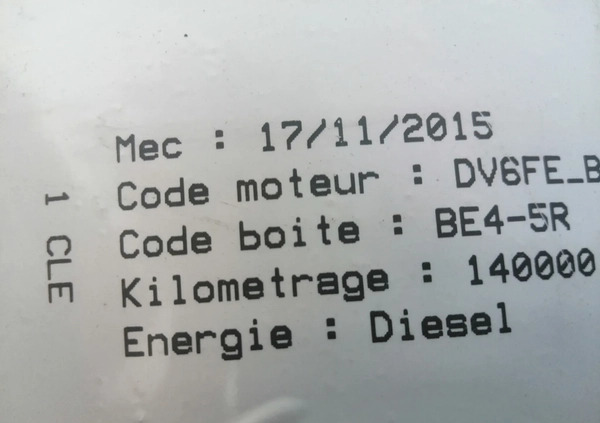 Mec : 17/11/2015
Code moteur : DV6FE_B
Code boite : BE4-5R
Kilometrage : 140000
Energie : Diesel
1 CLE